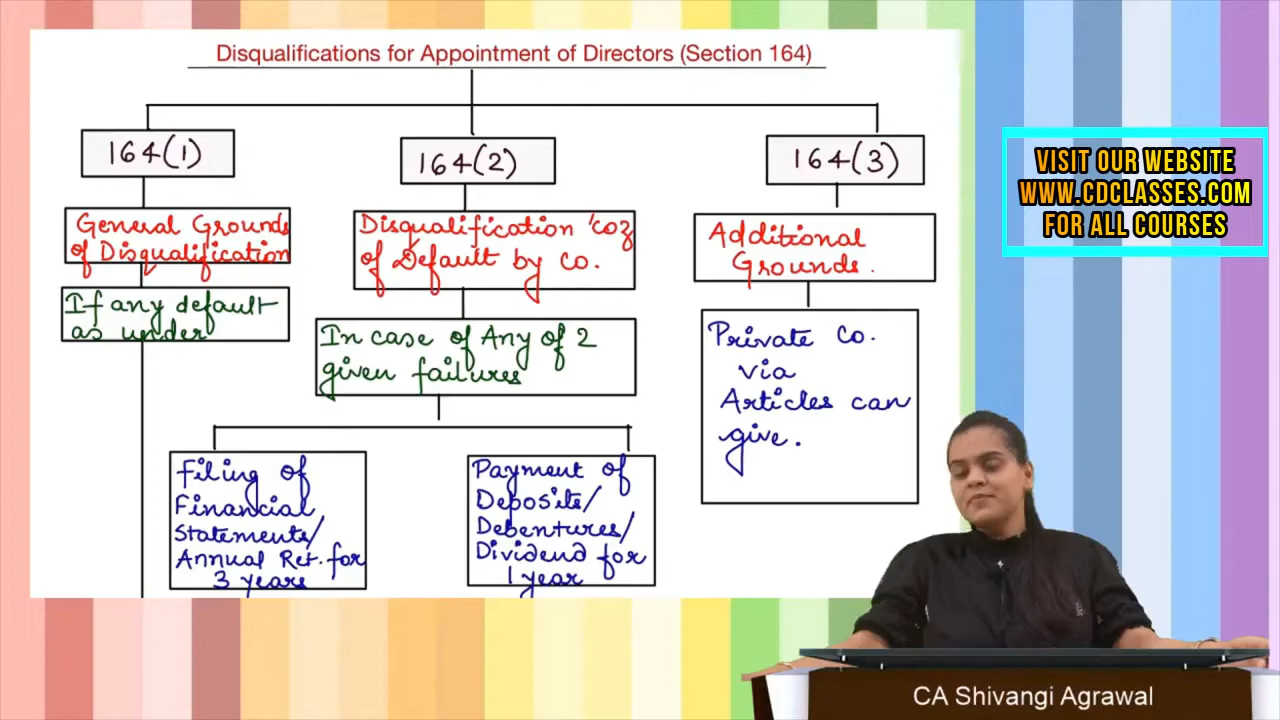 Disqualifications for Appointment of Directors (Section 164)
164(1)
General Grounds
of Disqualification
If any default
as under
164(2)
Disqualification 'coz
of Default by co.
In case of Any of 2
given failures
Filing of
Financial
Statements/
Annual Ret. for
3 years
Payment of
Deposits/
Debentures/
Dividend for
1 year
164(3)
Additional
Grounds.
Private Co.
via
Articles can
give.
VISIT OUR WEBSITE
WWW.CDCLASSES.COM
FOR ALL COURSES
CA Shivangi Agrawal